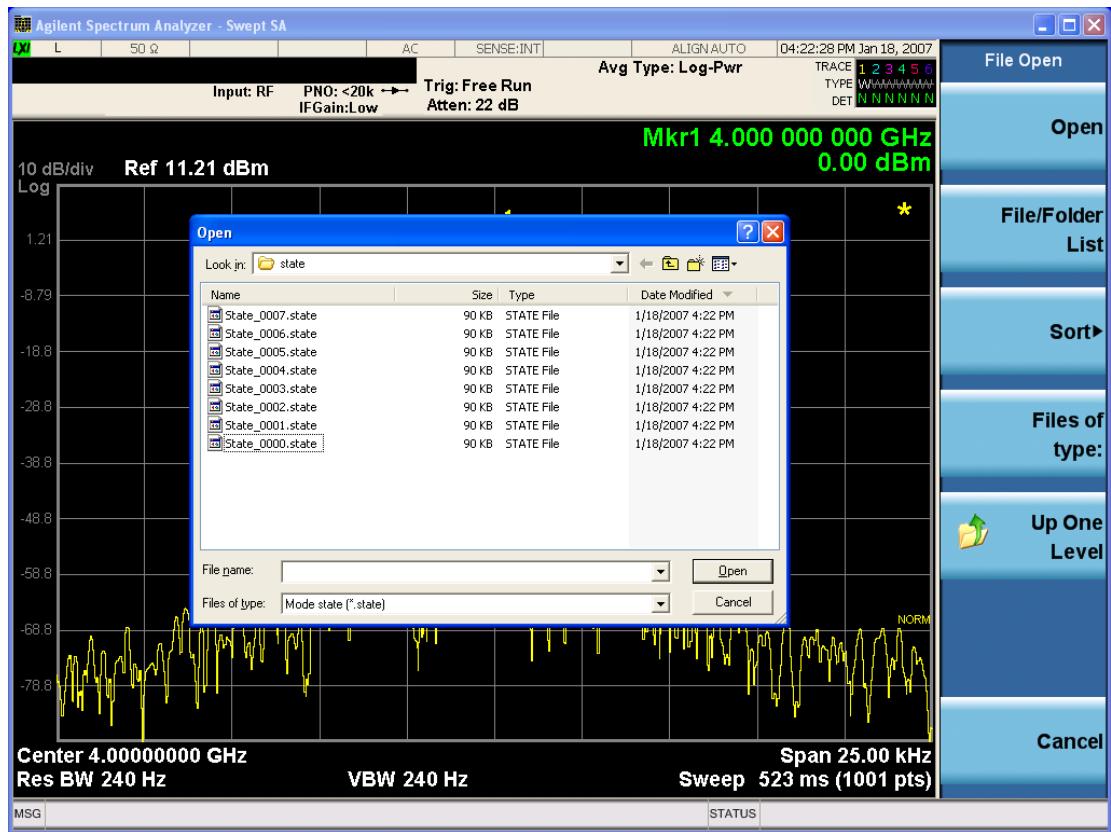 Agilent Spectrum Analyzer - Swept SA
LXI L 50 Ω AC SENSE:INT ALIGN AUTO 04:22:28 PM Jan 18, 2007
Input: RF PNO: <20k Trig: Free Run Avg Type: Log-Pwr TRACE 1 2 3 4 5 6
IFGain:Low Atten: 22 dB TYPE
DET N N N N N N
Mkr1 4.000 000 000 GHz
0.00 dBm
10 dB/div Ref 11.21 dBm
Log
1.21
-8.79
-18.8
-28.8
-38.8
-48.8
-58.8
-68.8
-78.8
NORM
Open
Look in: state
Name Size Type Date Modified
State_0007.state 90 KB STATE File 1/18/2007 4:22 PM
State_0006.state 90 KB STATE File 1/18/2007 4:22 PM
State_0005.state 90 KB STATE File 1/18/2007 4:22 PM
State_0004.state 90 KB STATE File 1/18/2007 4:22 PM
State_0003.state 90 KB STATE File 1/18/2007 4:22 PM
State_0002.state 90 KB STATE File 1/18/2007 4:22 PM
State_0001.state 90 KB STATE File 1/18/2007 4:22 PM
State_0000.state 90 KB STATE File 1/18/2007 4:22 PM
File name: Open
Files of type: Mode state (*.state) Cancel
Center 4.00000000 GHz Span 25.00 kHz
Res BW 240 Hz VBW 240 Hz Sweep 523 ms (1001 pts)
MSG STATUS
File Open
Open
File/Folder
List
Sort
Files of
type:
Up One
Level
Cancel